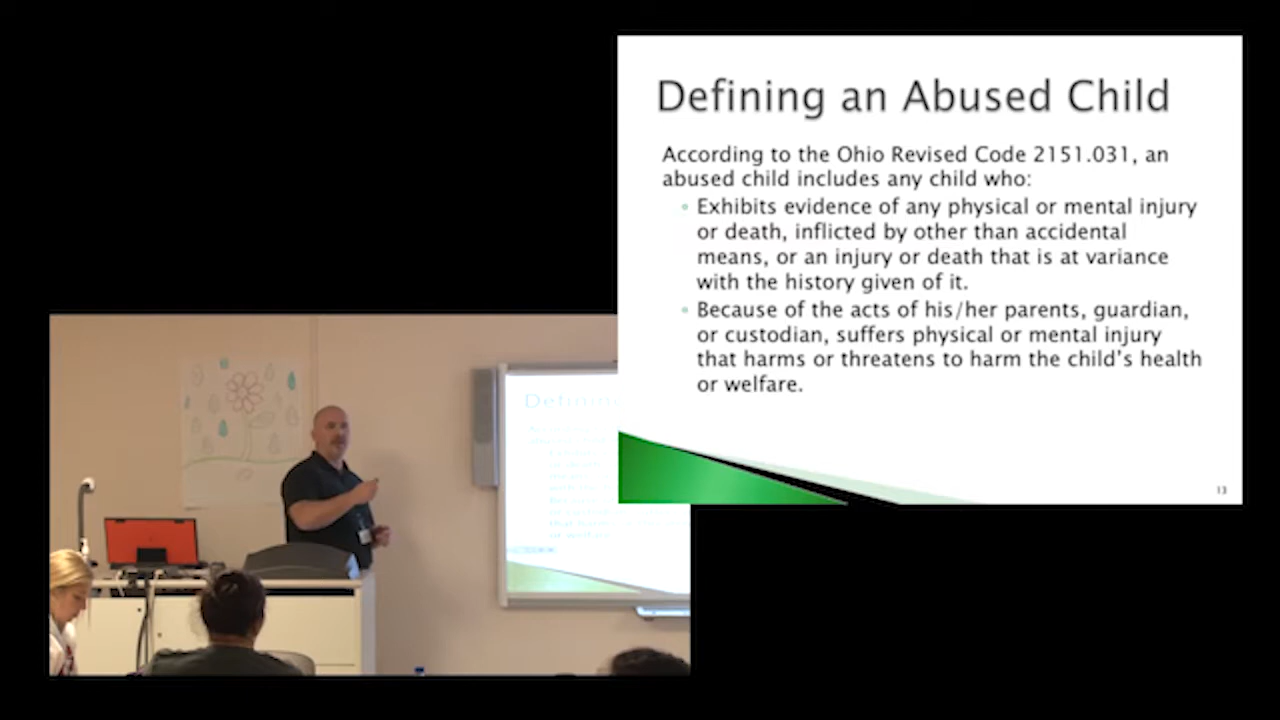 Defining an Abused Child
According to the Ohio Revised Code 2151.031, an
abused child includes any child who:
• Exhibits evidence of any physical or mental injury
or death, inflicted by other than accidental
means, or an injury or death that is at variance
with the history given of it.
• Because of the acts of his/her parents, guardian,
or custodian, suffers physical or mental injury
that harms or threatens to harm the child's health
or welfare.
13
Defining